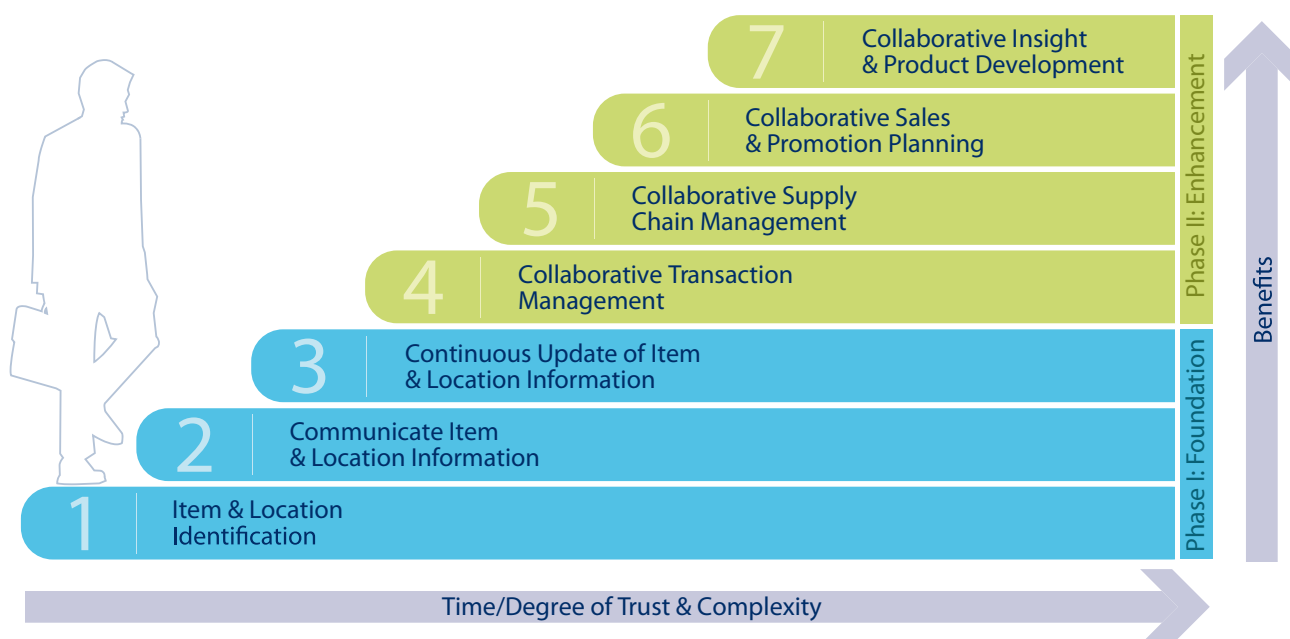 7
Collaborative Insight
& Product Development
6
Collaborative Sales
& Promotion Planning
5
Collaborative Supply
Chain Management
4
Collaborative Transaction
Management
3
Continuous Update of Item
& Location Information
2
Communicate Item
& Location Information
1
Item & Location
Identification
Phase II: Enhancement
Phase I: Foundation
Benefits
Time/Degree of Trust & Complexity